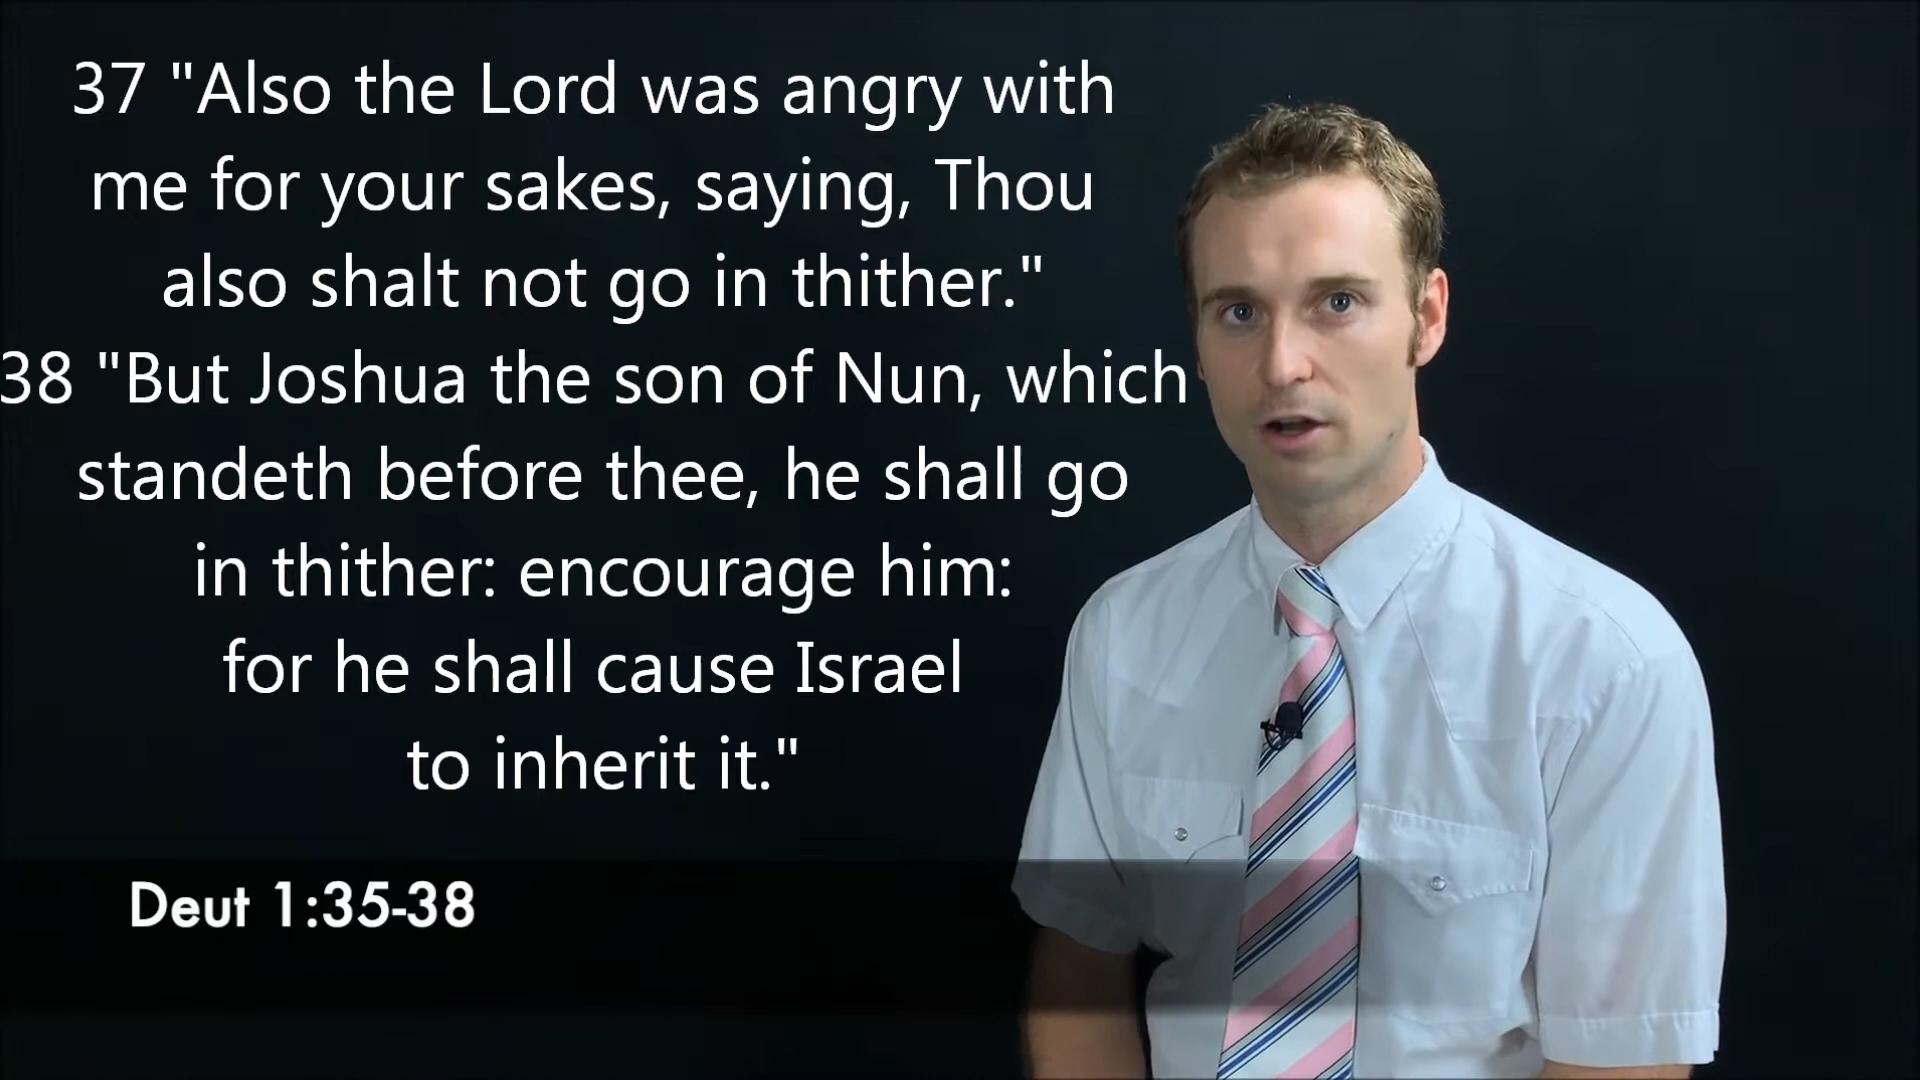 37 "Also the Lord was angry with
me for your sakes, saying, Thou
also shalt not go in thither."
38 "But Joshua the son of Nun, which
standeth before thee, he shall go
in thither: encourage him:
for he shall cause Israel
to inherit it."
Deut 1:35-38